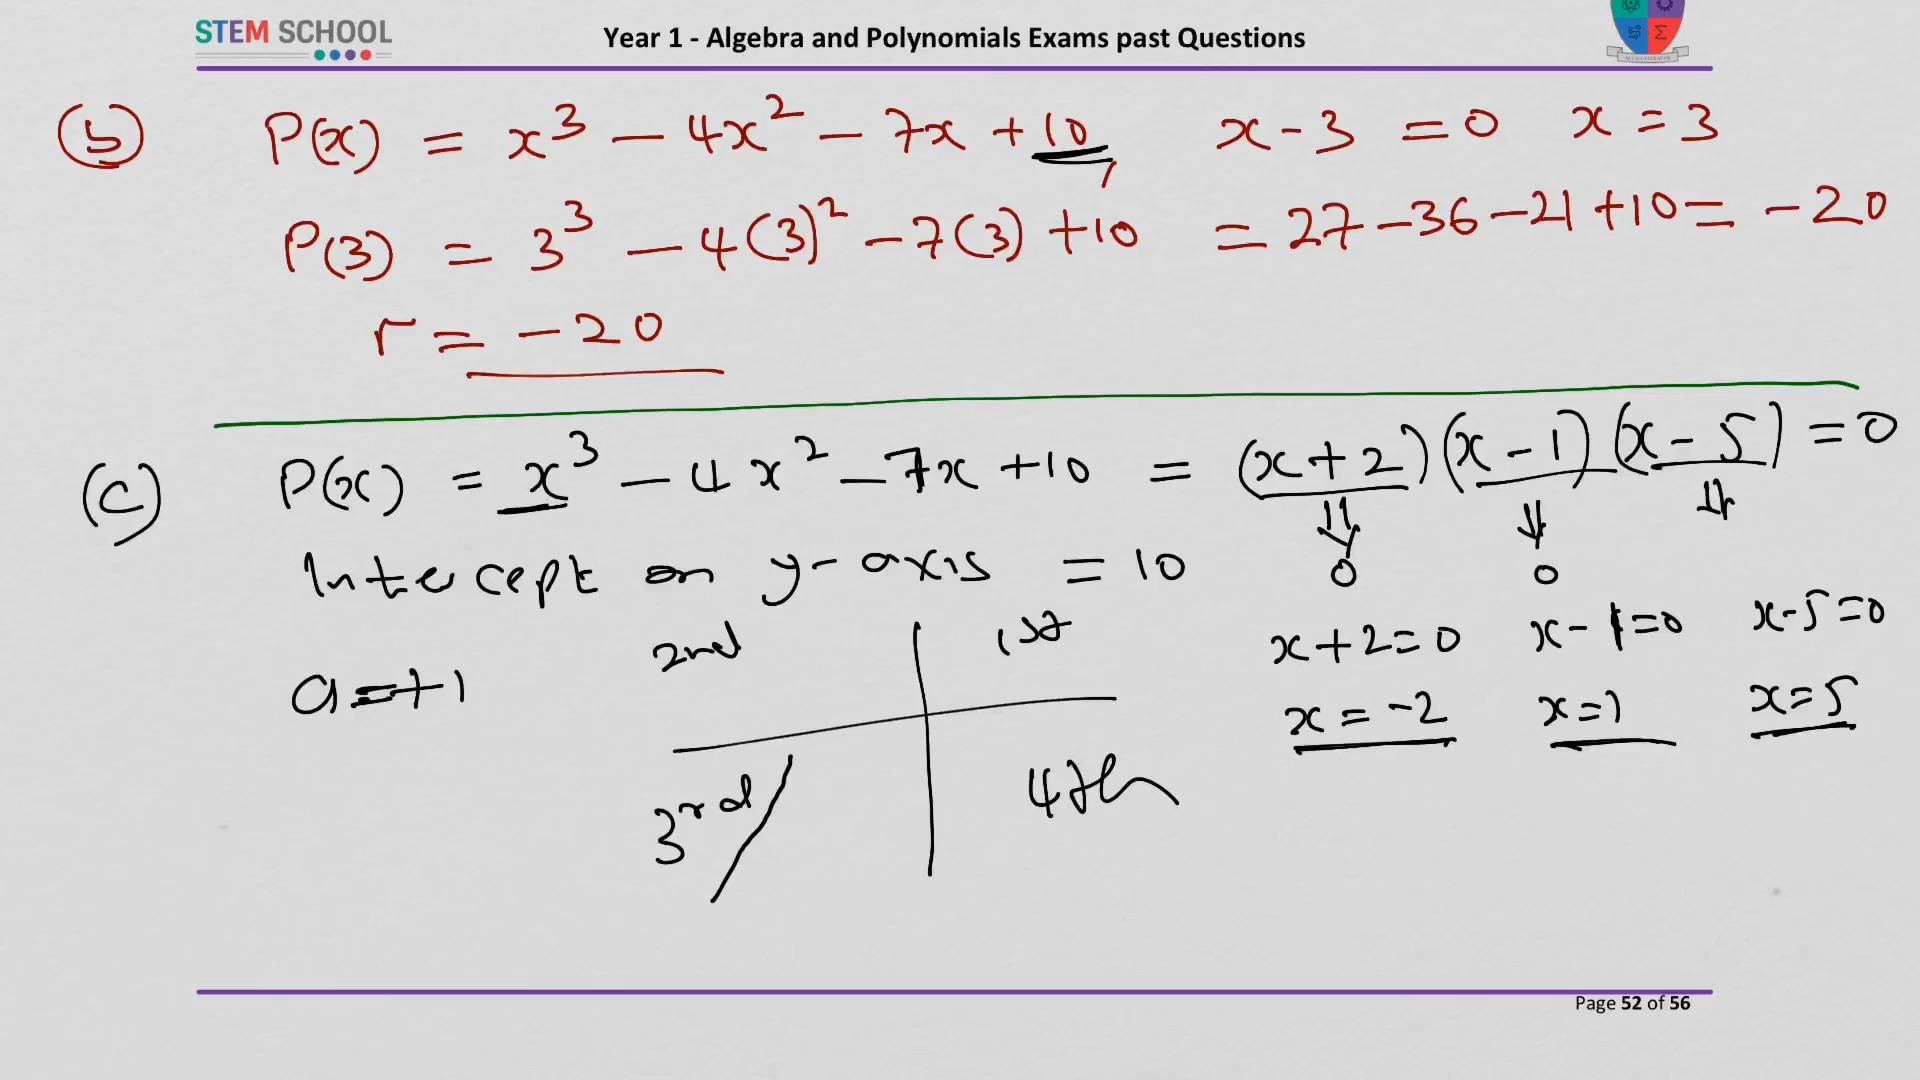 STEM SCHOOL
Year 1 - Algebra and Polynomials Exams past Questions
(b) P(x) = x³ - 4x² - 7x + 10, x - 3 = 0 x = 3
P(3) = 3³ - 4(3)² - 7(3) + 10 = 27 - 36 - 21 + 10 = -20
r = -20
(c) P(x) = x³ - 4x² - 7x + 10 = (x + 2)(x - 1)(x - 5) = 0
Intercept on y-axis = 10
0 0
2nd 1st
x + 2 = 0 x - 1 = 0 x - 5 = 0
a = +1
x = -2 x = 1 x = 5
3rd 4th
Page 52 of 56